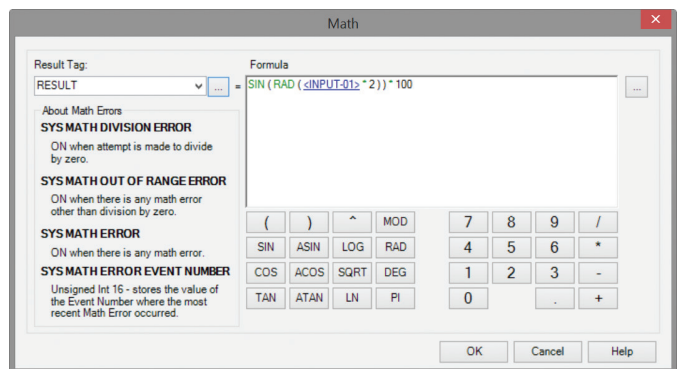 Math
Result Tag:
RESULT
...
=
Formula
SIN ( RAD ( <INPUT-01> * 2 ) ) * 100
...
About Math Errors
SYS MATH DIVISION ERROR
ON when attempt is made to divide
by zero.
SYS MATH OUT OF RANGE ERROR
ON when there is any math error
other than division by zero.
SYS MATH ERROR
ON when there is any math error.
SYS MATH ERROR EVENT NUMBER
Unsigned Int 16 - stores the value of
the Event Number where the most
recent Math Error occurred.
( ) ^ MOD 7 8 9 /
SIN ASIN LOG RAD 4 5 6 *
COS ACOS SQRT DEG 1 2 3 -
TAN ATAN LN PI 0 . +
OK Cancel Help